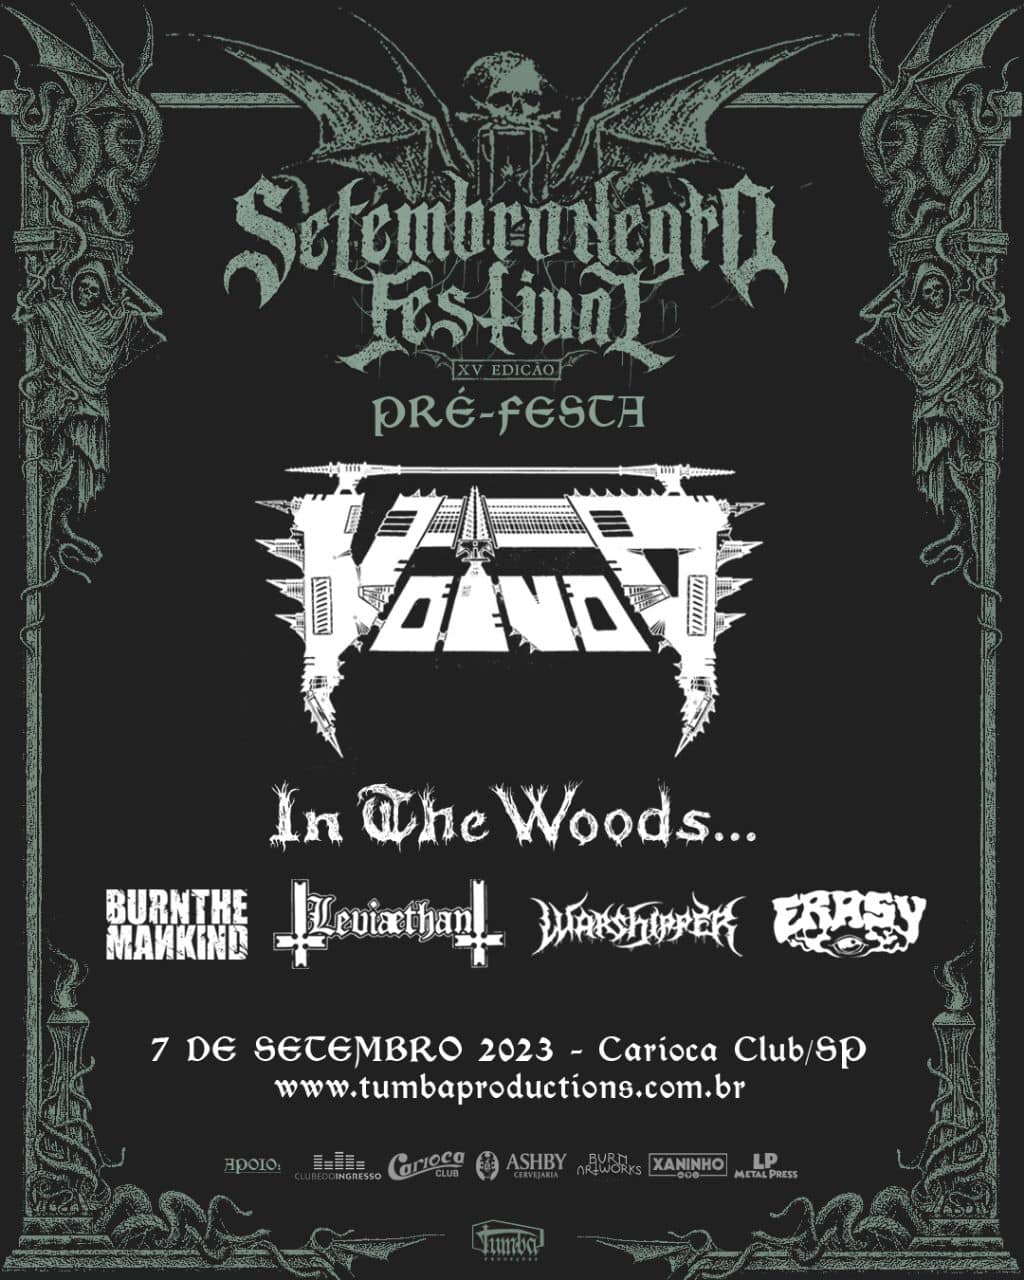 Setembro Negro
Festival
XV EDIÇÃO
PRÉ-FESTA
VOIVOD
In The Woods...
BURN THE
MANKIND
Leviæthan
WARSHIPPER
ERASY
7 DE SETEMBRO 2023 - Carioca Club/SP
www.tumbaproductions.com.br
APOIO:
CLUBEDOINGRESSO
CARIOCA
CLUB
ASHBY
CERVEJARIA
BURN
ARTWORKS
XANINHO
LP
METAL PRESS
tumba
PRODUÇÕES